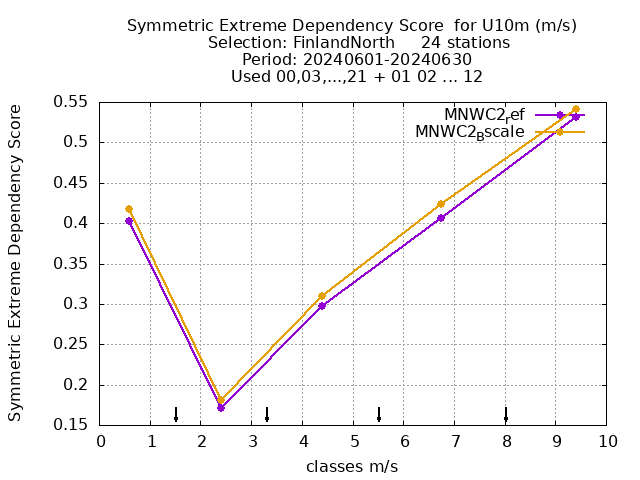 Symmetric Extreme Dependency Score  for U10m (m/s)
Selection: FinlandNorth     24 stations
Period: 20240601-20240630
Used 00,03,...,21 + 01 02 ... 12
MNWC2ref
MNWC2Bscale
Symmetric Extreme Dependency Score
0.55
0.5
0.45
0.4
0.35
0.3
0.25
0.2
0.15
0 1 2 3 4 5 6 7 8 9 10
classes m/s